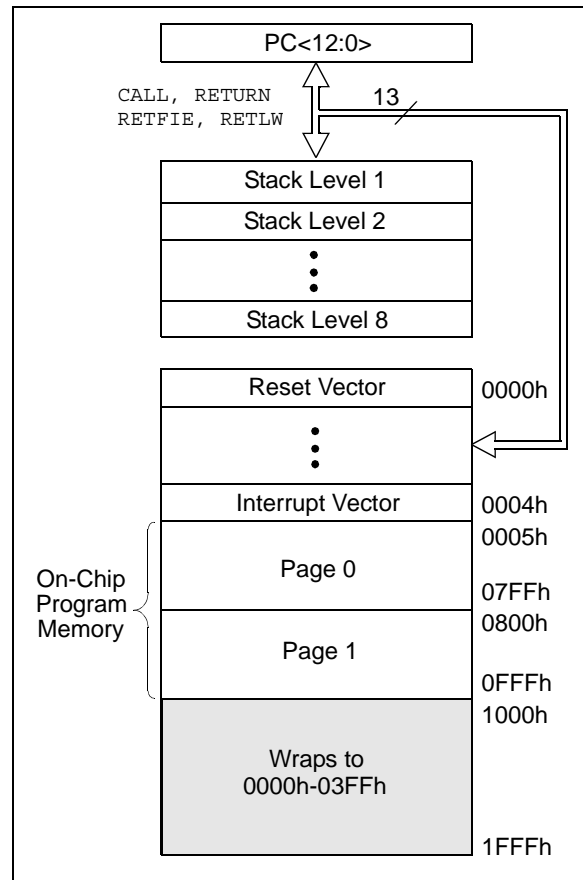 PC<12:0>
CALL, RETURN
RETFIE, RETLW
13
Stack Level 1
Stack Level 2
Stack Level 8
Reset Vector
0000h
Interrupt Vector
0004h
0005h
On-Chip
Program
Memory
Page 0
07FFh
0800h
Page 1
0FFFh
1000h
Wraps to
0000h-03FFh
1FFFh